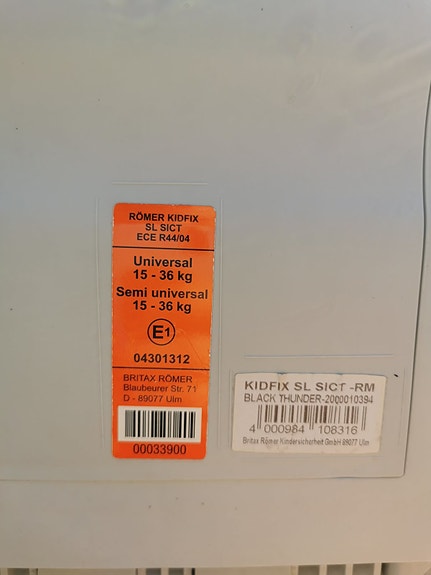 RÖMER KIDFIX
SL SICT
ECE R44/04
Universal
15 - 36 kg
Semi universal
15 - 36 kg
E1
04301312
BRITAX RÖMER
Blaubeurer Str. 71
D - 89077 Ulm
00033900
KIDFIX SL SICT -RM
BLACK THUNDER-2000010394
4 000984 108316
Britax Römer Kindersicherheit GmbH 89077 Ulm